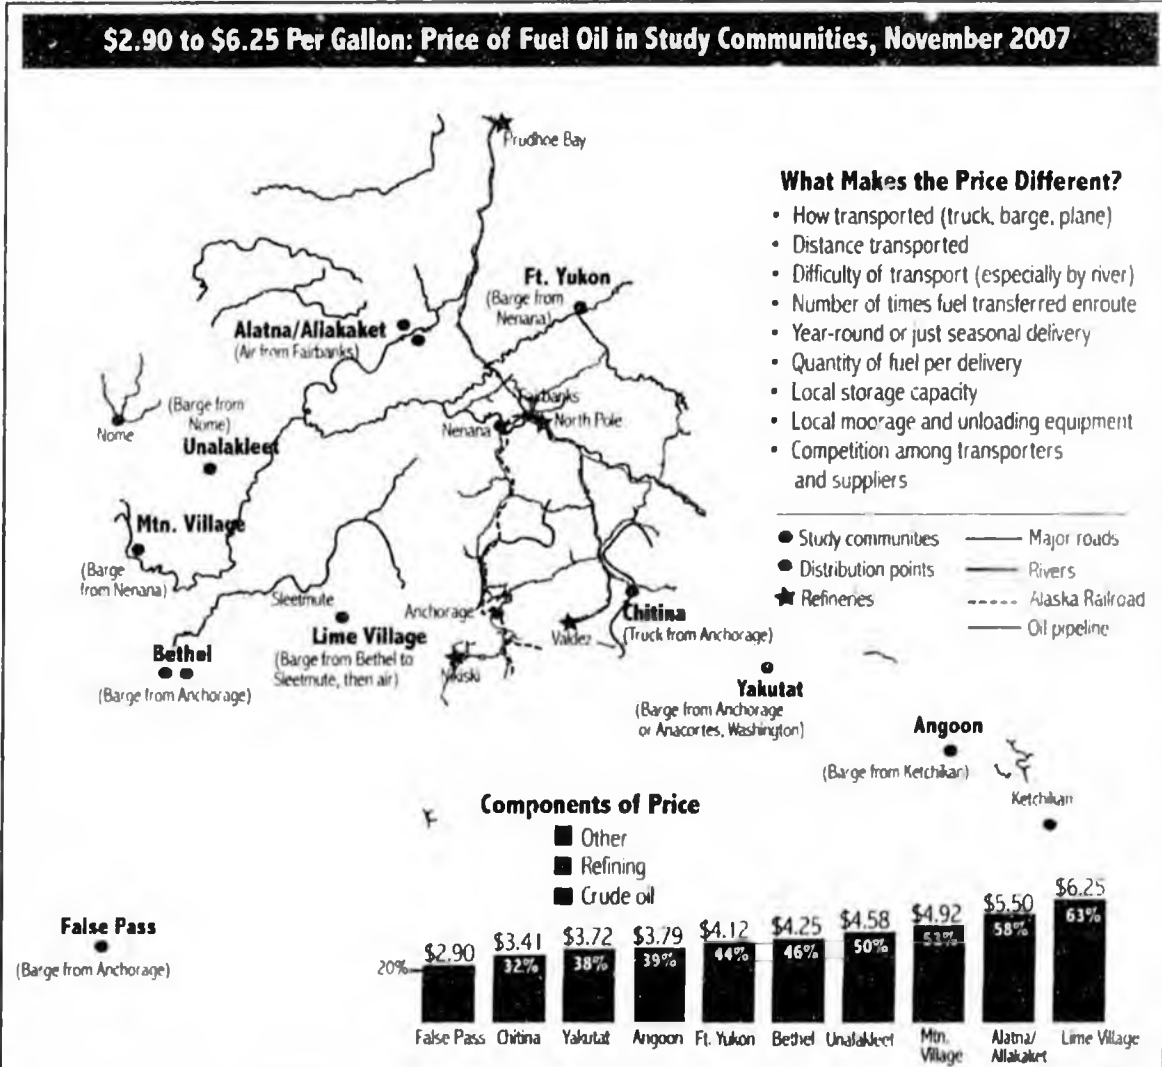 $2.90 to $6.25 Per Gallon: Price of Fuel Oil in Study Communities, November 2007
Prudhoe Bay
What Makes the Price Different?
• How transported (truck, barge, plane)
• Distance transported
• Difficulty of transport (especially by river)
• Number of times fuel transferred enroute
• Year-round or just seasonal delivery
• Quantity of fuel per delivery
• Local storage capacity
• Local moorage and unloading equipment
• Competition among transporters
and suppliers
Ft. Yukon
(Barge from
Nenana)
Alatna/Allakaket
(Air from Fairbanks)
(Barge from
Nome)
Nome
Unalakleet
Fairbanks
North Pole
Nenana
Mtn. Village
(Barge
from Nenana)
Sleetmute
Lime Village
(Barge from Bethel to
Sleetmute, then air)
Anchorage
Nikiski
Valdez
Chitina
(Truck from Anchorage)
Bethel
(Barge from Anchorage)
Study communities
Distribution points
Refineries
Major roads
Rivers
Alaska Railroad
Oil pipeline
Yakutat
(Barge from Anchorage
or Anacortes, Washington)
Angoon
(Barge from Ketchikan)
Ketchikan
False Pass
(Barge from Anchorage)
Components of Price
Other
Refining
Crude oil
$2.90 $3.41 $3.72 $3.79 $4.12 $4.25 $4.58 $4.92 $5.50 $6.25
20% 32% 38% 39% 44% 46% 50% 53% 58% 63%
False Pass Chitina Yakutat Angoon Ft. Yukon Bethel Unalakleet Mtn. Village Alatna/ Allakaket Lime Village